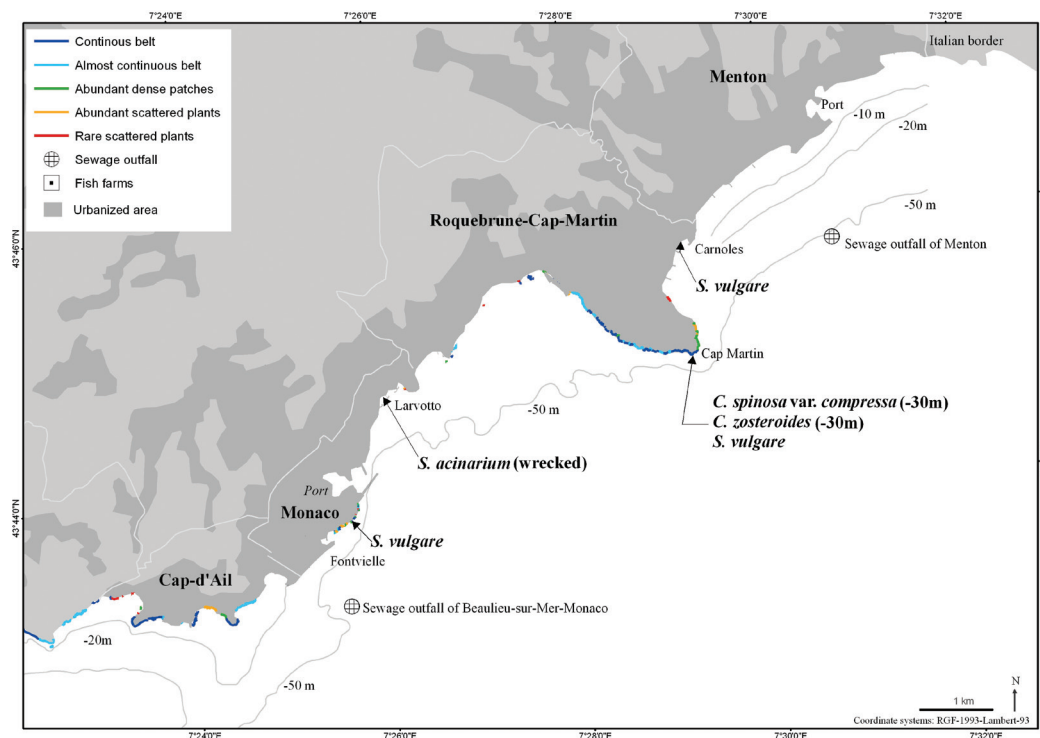 7°24'0"E
7°26'0"E
7°28'0"E
7°30'0"E
7°32'0"E
Continous belt
Almost continuous belt
Abundant dense patches
Abundant scattered plants
Rare scattered plants
Sewage outfall
Fish farms
Urbanized area
Italian border
Menton
Port
-10 m
-20m
-50 m
Roquebrune-Cap-Martin
43°46'0"N
Carnoles
Sewage outfall of Menton
S. vulgare
Cap Martin
-50 m
Larvotto
C. spinosa var. compressa (-30m)
C. zosteroides (-30m)
S. vulgare
S. acinarium (wrecked)
Port
Monaco
43°44'0"N
S. vulgare
Fontvielle
Cap-d'Ail
Sewage outfall of Beaulieu-sur-Mer-Monaco
-20m
-50 m
N
1 km
Coordinate systems: RGF-1993-Lambert-93
7°24'0"E
7°26'0"E
7°28'0"E
7°30'0"E
7°32'0"E